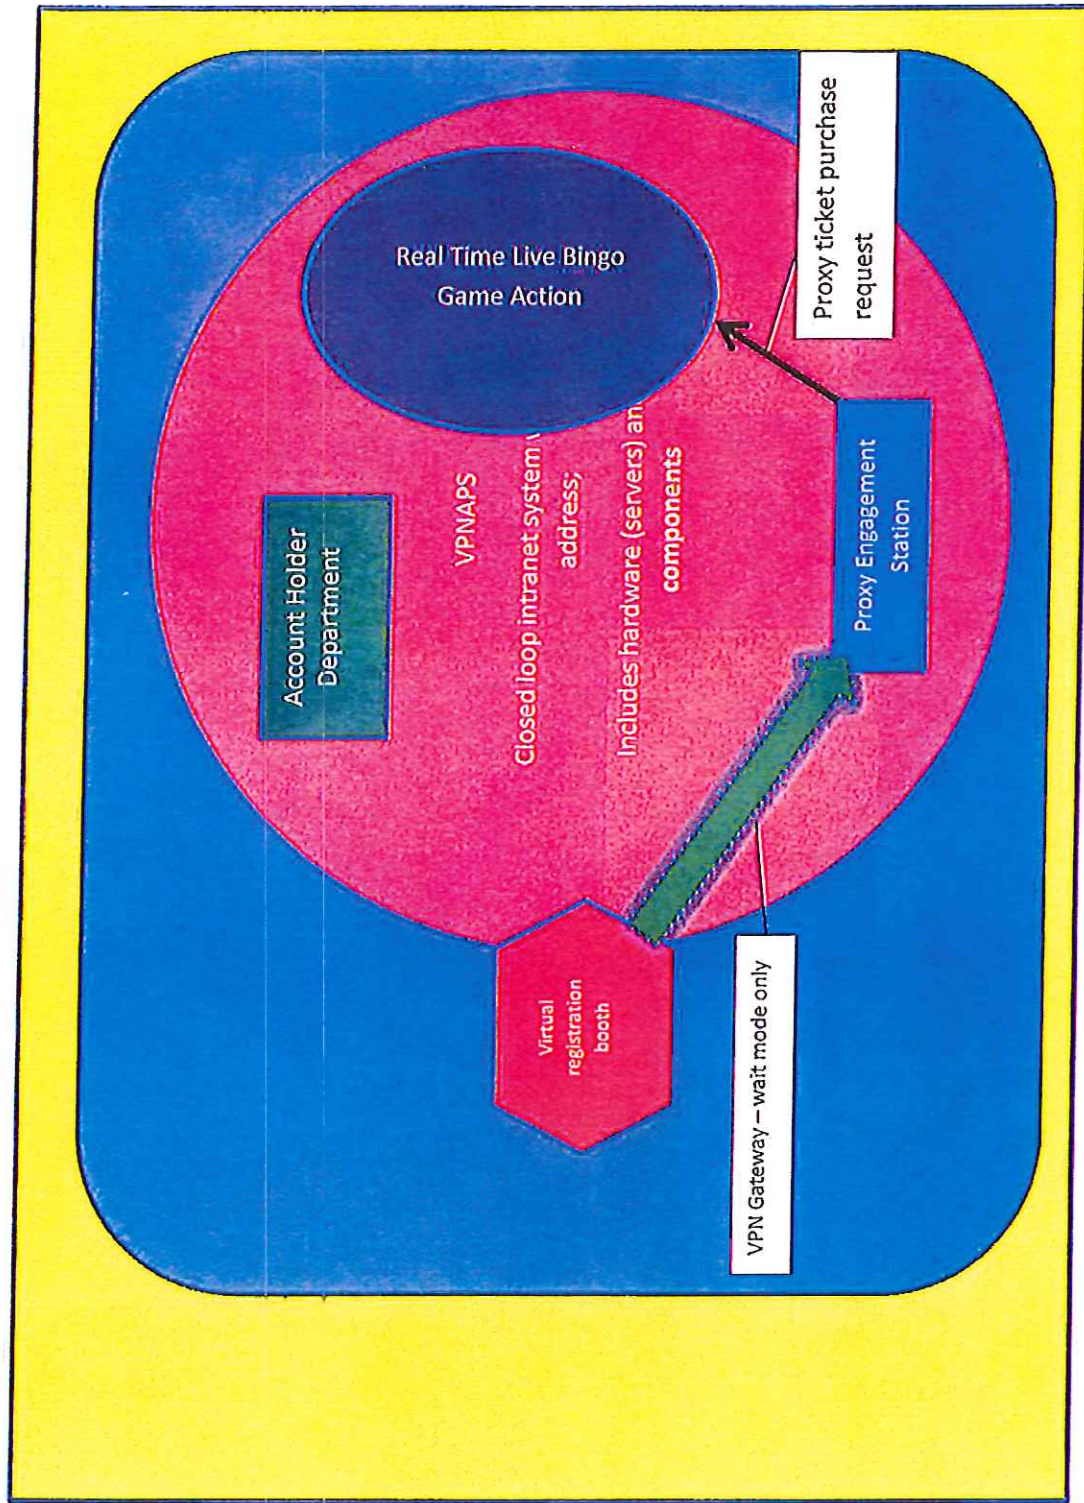 Account Holder
Department
Real Time Live Bingo
Game Action
VPNAPS
Closed loop intranet system
address;
Includes hardware (servers) an
components
Virtual
registration
booth
VPN Gateway – wait mode only
Proxy Engagement
Station
Proxy ticket purchase
request